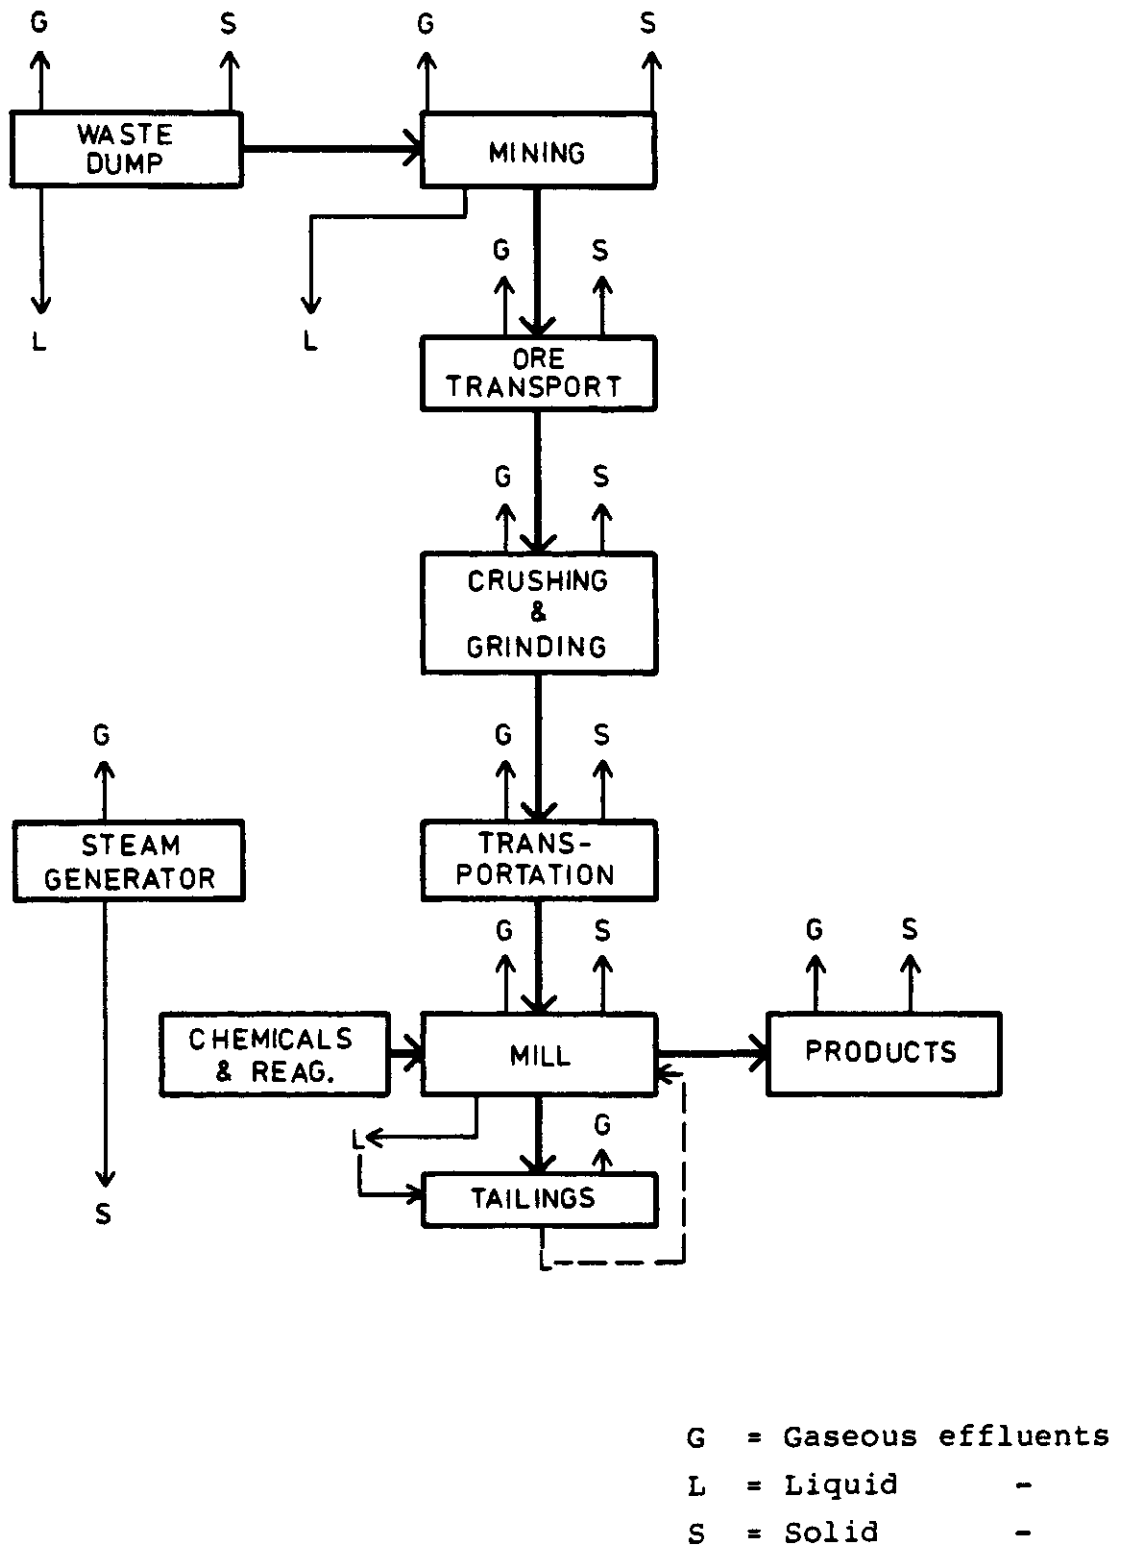 G S G S
WASTE
DUMP
MINING
L L
G S
ORE
TRANSPORT
G S
CRUSHING
&
GRINDING
G G S
STEAM
GENERATOR
TRANS-
PORTATION
G S G S
CHEMICALS
& REAG.
MILL
PRODUCTS
L G
TAILINGS
S
G = Gaseous effluents
L = Liquid -
S = Solid -